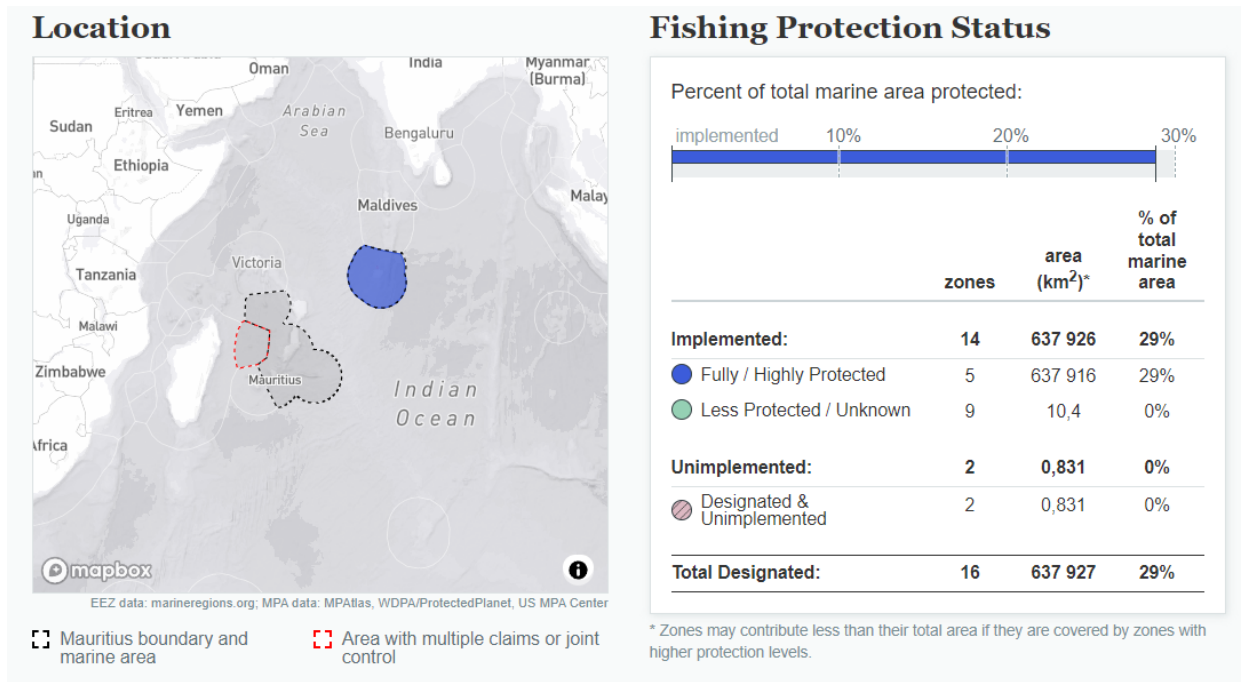 Location
Oman
India
Myanmar
(Burma)
Eritrea
Yemen
Arabian
Sea
Sudan
Bengaluru
Ethiopia
Malay
Uganda
Maldives
Victoria
Tanzania
Malawi
Zimbabwe
Mauritius
Indian
Ocean
Africa
mapbox
EEZ data: marineregions.org; MPA data: MPAtlas, WDPA/ProtectedPlanet, US MPA Center
Mauritius boundary and
marine area
Area with multiple claims or joint
control
Fishing Protection Status
Percent of total marine area protected:
implemented 10% 20% 30%
zones area (km²)* % of total marine area
Implemented: 14 637 926 29%
Fully / Highly Protected 5 637 916 29%
Less Protected / Unknown 9 10,4 0%
Unimplemented: 2 0,831 0%
Designated & Unimplemented 2 0,831 0%
Total Designated: 16 637 927 29%
* Zones may contribute less than their total area if they are covered by zones with
higher protection levels.